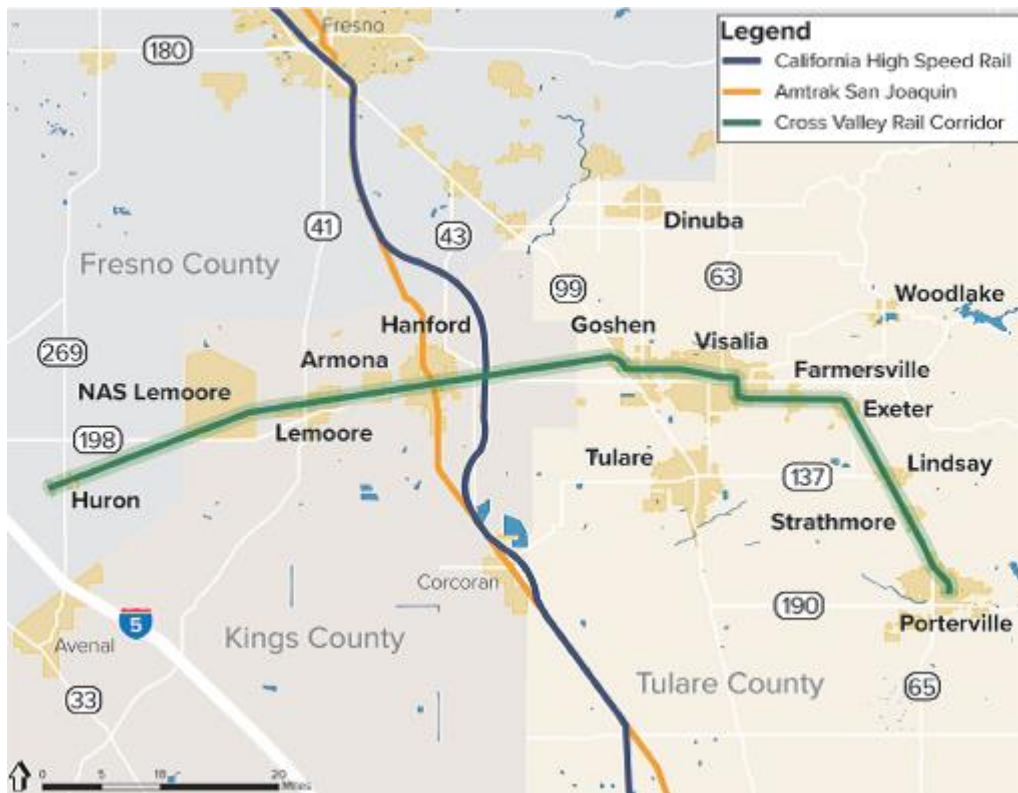 Fresno
Legend
California High Speed Rail
Amtrak San Joaquin
Cross Valley Rail Corridor
180
41
43
Dinuba
Fresno County
99
63
Woodlake
Hanford
Goshen
Visalia
269
Armona
Farmersville
NAS Lemoore
Exeter
198
Lemoore
Tulare
137
Lindsay
Huron
Strathmore
Corcoran
190
Porterville
5
Avenal
Kings County
Tulare County
65
33
0 5 10 20
Miles